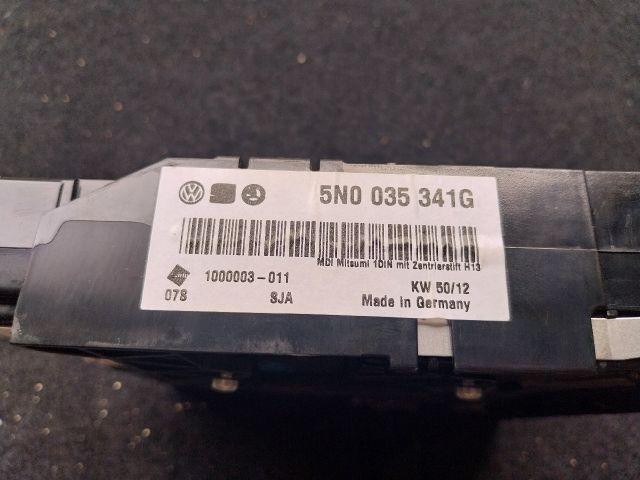 5N0 035 341G
MDI Mitsumi 1DIN mit Zentrierstift H13
1000003-011 KW 50/12
078 SJA Made in Germany